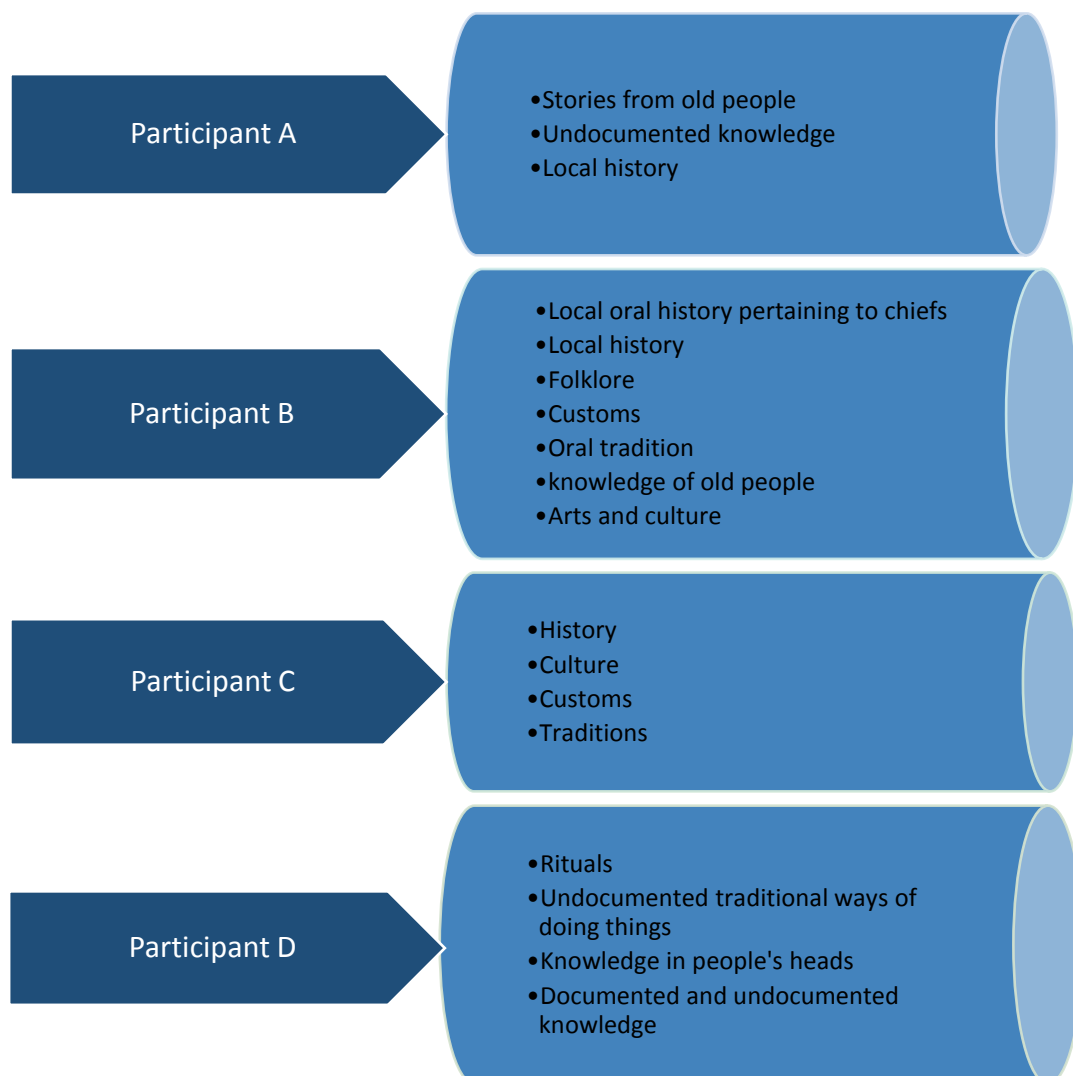 Participant A
•Stories from old people
•Undocumented knowledge
•Local history
Participant B
•Local oral history pertaining to chiefs
•Local history
•Folklore
•Customs
•Oral tradition
•knowledge of old people
•Arts and culture
Participant C
•History
•Culture
•Customs
•Traditions
Participant D
•Rituals
•Undocumented traditional ways of
doing things
•Knowledge in people's heads
•Documented and undocumented
knowledge